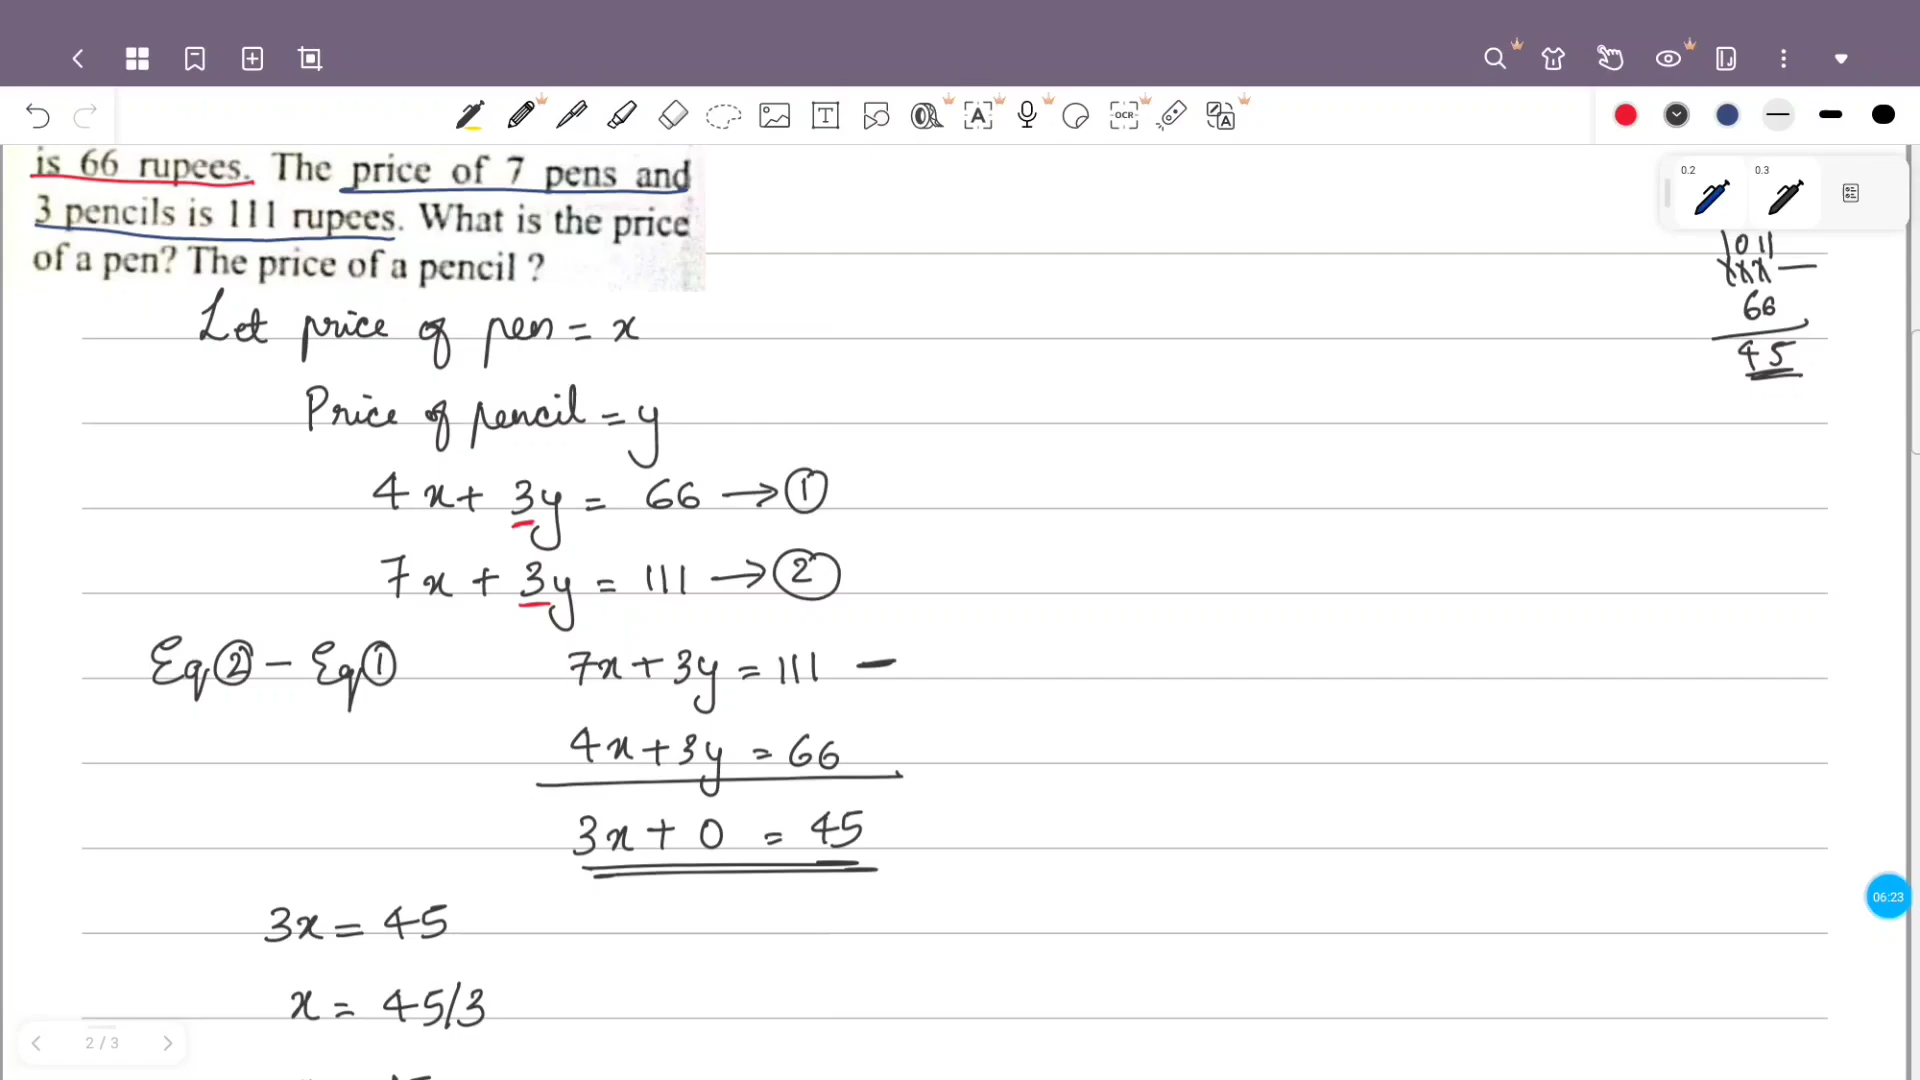 0.2 0.3
is 66 rupees. The price of 7 pens and
3 pencils is 111 rupees. What is the price
of a pen? The price of a pencil ?
1011
111 —
66
45
Let price of pen = x
Price of pencil = y
4x + 3y = 66 → ①
7x + 3y = 111 → ②
Eq② - Eq① 7x + 3y = 111 -
4x + 3y = 66
3x + 0 = 45
3x = 45
x = 45/3
2 / 3
06:23
OCR